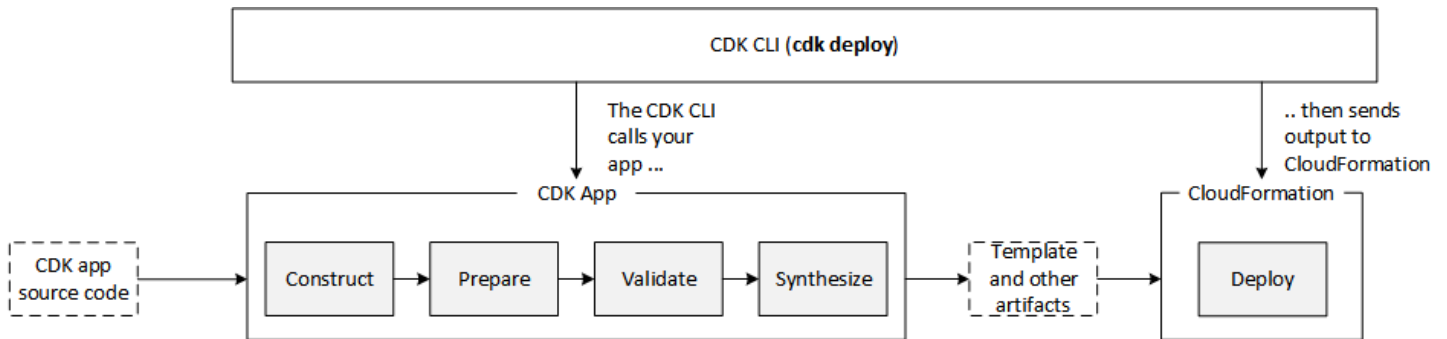 CDK CLI (cdk deploy)
The CDK CLI
calls your
app ...
.. then sends
output to
CloudFormation
CDK App
CloudFormation
CDK app
source code
Construct
Prepare
Validate
Synthesize
Template
and other
artifacts
Deploy